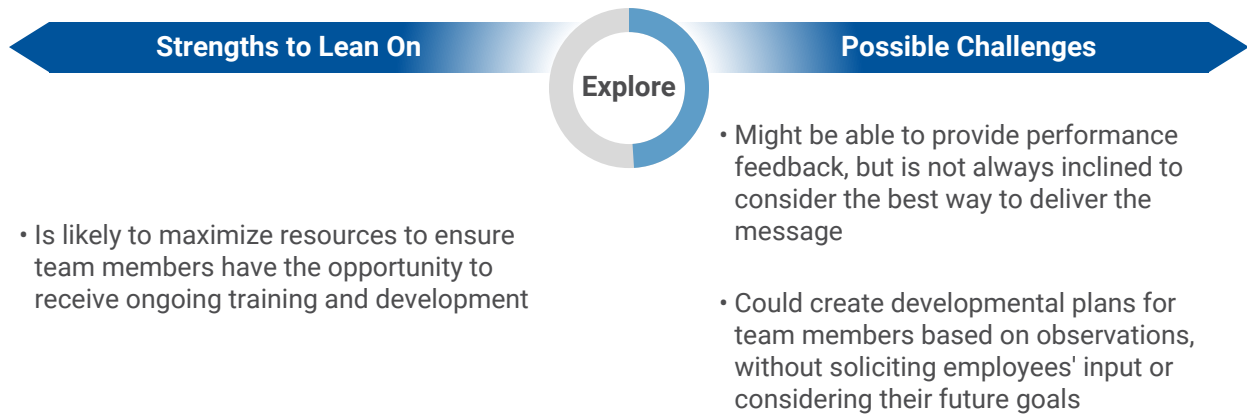 Strengths to Lean On
Explore
Possible Challenges
• Is likely to maximize resources to ensure
team members have the opportunity to
receive ongoing training and development
• Might be able to provide performance
feedback, but is not always inclined to
consider the best way to deliver the
message
• Could create developmental plans for
team members based on observations,
without soliciting employees' input or
considering their future goals